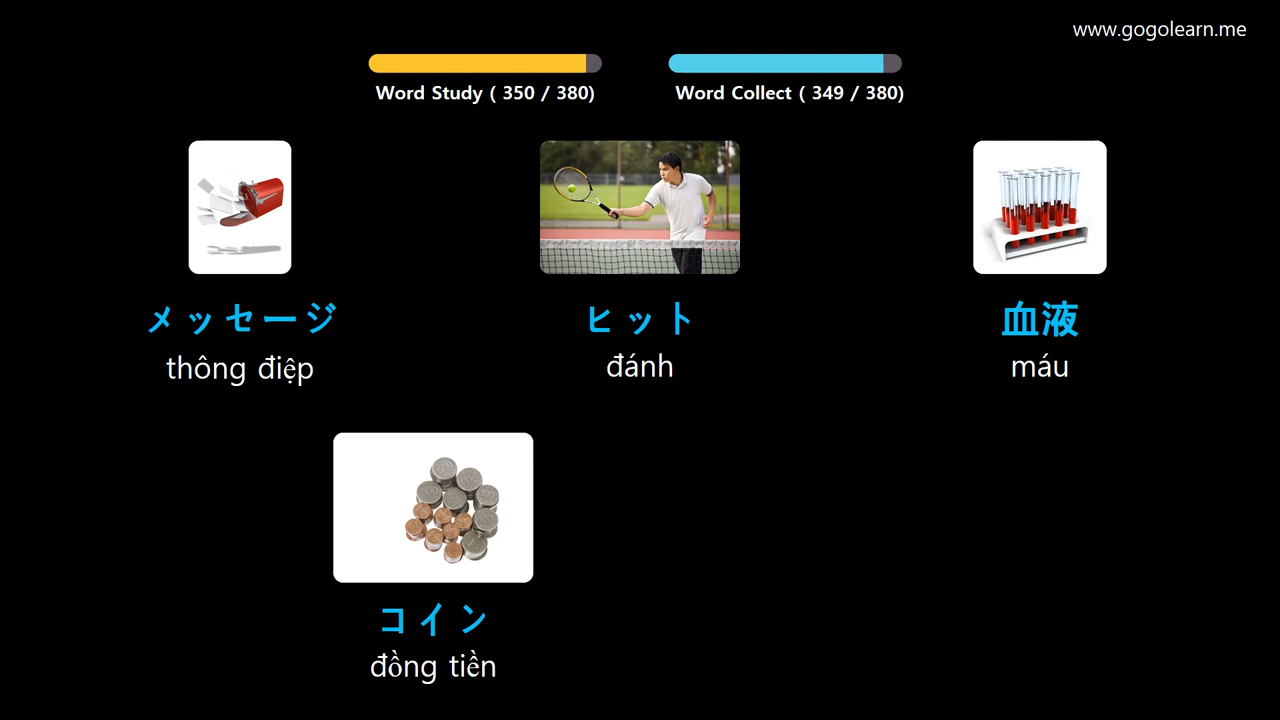 www.gogolearn.me
Word Study ( 350 / 380)
Word Collect ( 349 / 380)
メッセージ
thông điệp
ヒット
đánh
血液
máu
コイン
đồng tiền